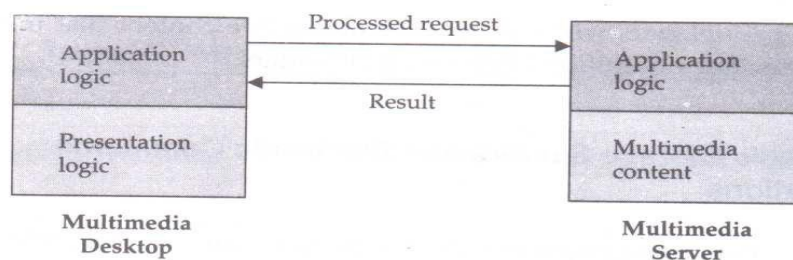 Processed request
Application
logic
Application
logic
Result
Presentation
logic
Multimedia
content
Multimedia
Desktop
Multimedia
Server